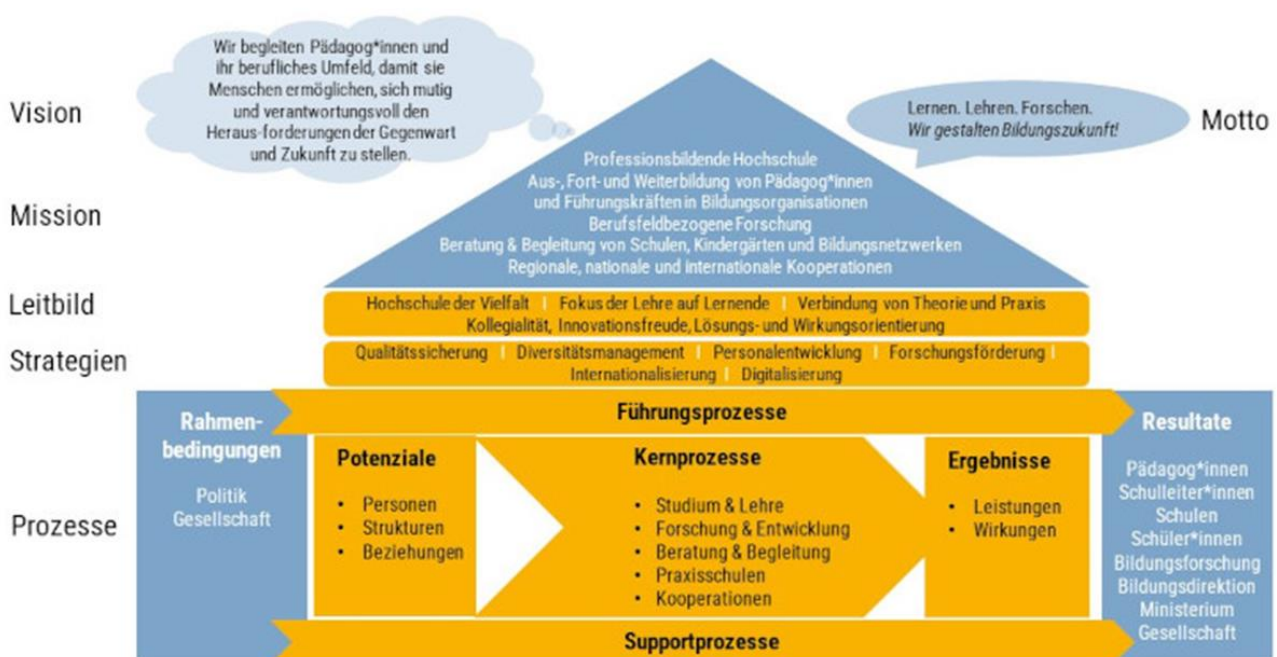 Vision
Wir begleiten Pädagog*innen und
ihr berufliches Umfeld, damit sie
Menschen ermöglichen, sich mutig
und verantwortungsvoll den
Heraus-forderungen der Gegenwart
und Zukunft zu stellen.
Lernen. Lehren. Forschen.
Wir gestalten Bildungszukunft!
Motto
Mission
Professionsbildende Hochschule
Aus-, Fort- und Weiterbildung von Pädagog*innen
und Führungskräften in Bildungsorganisationen
Berufsfeldbezogene Forschung
Beratung & Begleitung von Schulen, Kindergärten und Bildungsnetzwerken
Regionale, nationale und internationale Kooperationen
Leitbild
Hochschule der Vielfalt | Fokus der Lehre auf Lernende | Verbindung von Theorie und Praxis
Kollegialität, Innovationsfreude, Lösungs- und Wirkungsorientierung
Strategien
Qualitätssicherung | Diversitätsmanagement | Personalentwicklung | Forschungsförderung |
Internationalisierung | Digitalisierung
Prozesse
Rahmen-
bedingungen
Politik
Gesellschaft
Führungsprozesse
Potenziale
• Personen
• Strukturen
• Beziehungen
Kernprozesse
• Studium & Lehre
• Forschung & Entwicklung
• Beratung & Begleitung
• Praxisschulen
• Kooperationen
Ergebnisse
• Leistungen
• Wirkungen
Supportprozesse
Resultate
Pädagog*innen
Schulleiter*innen
Schulen
Schüler*innen
Bildungsforschung
Bildungsdirektion
Ministerium
Gesellschaft